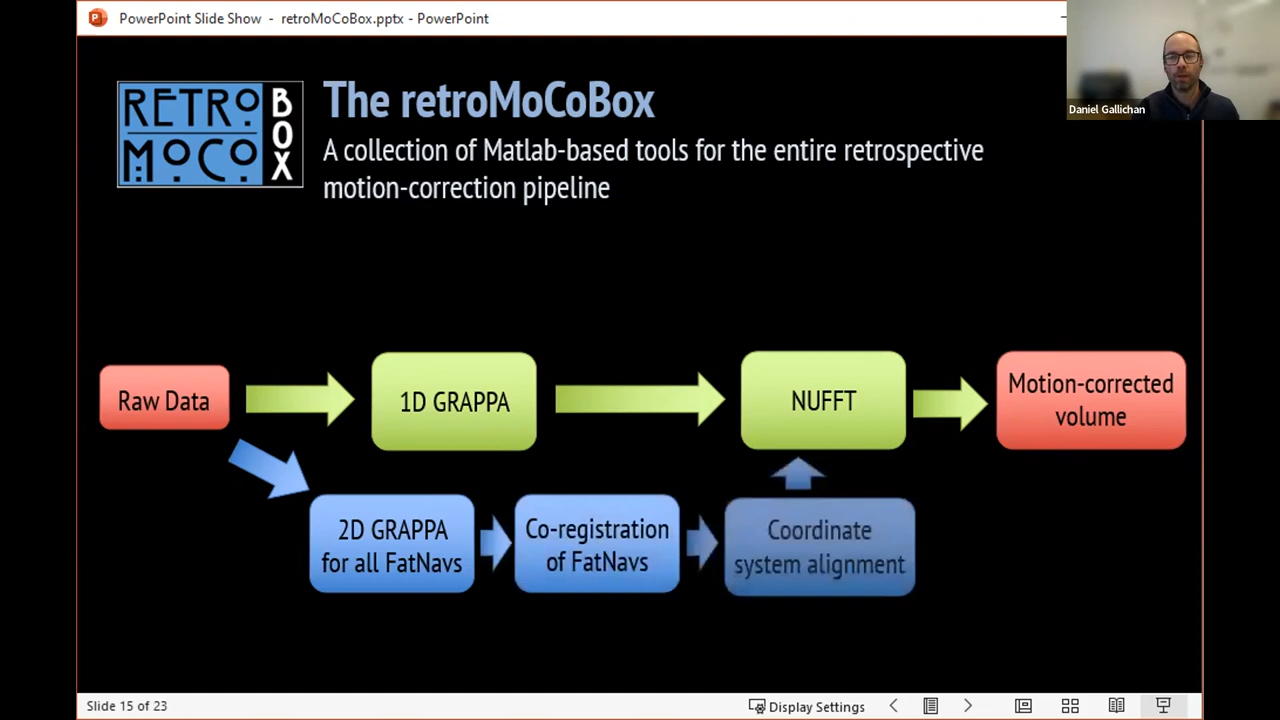 PowerPoint Slide Show - retroMoCoBox.pptx - PowerPoint
Daniel Gallichan
RETRO
MOCO
BOX
The retroMoCoBox
A collection of Matlab-based tools for the entire retrospective
motion-correction pipeline
Raw Data
1D GRAPPA
NUFFT
Motion-corrected
volume
2D GRAPPA
for all FatNavs
Co-registration
of FatNavs
Coordinate
system alignment
Slide 15 of 23
Display Settings